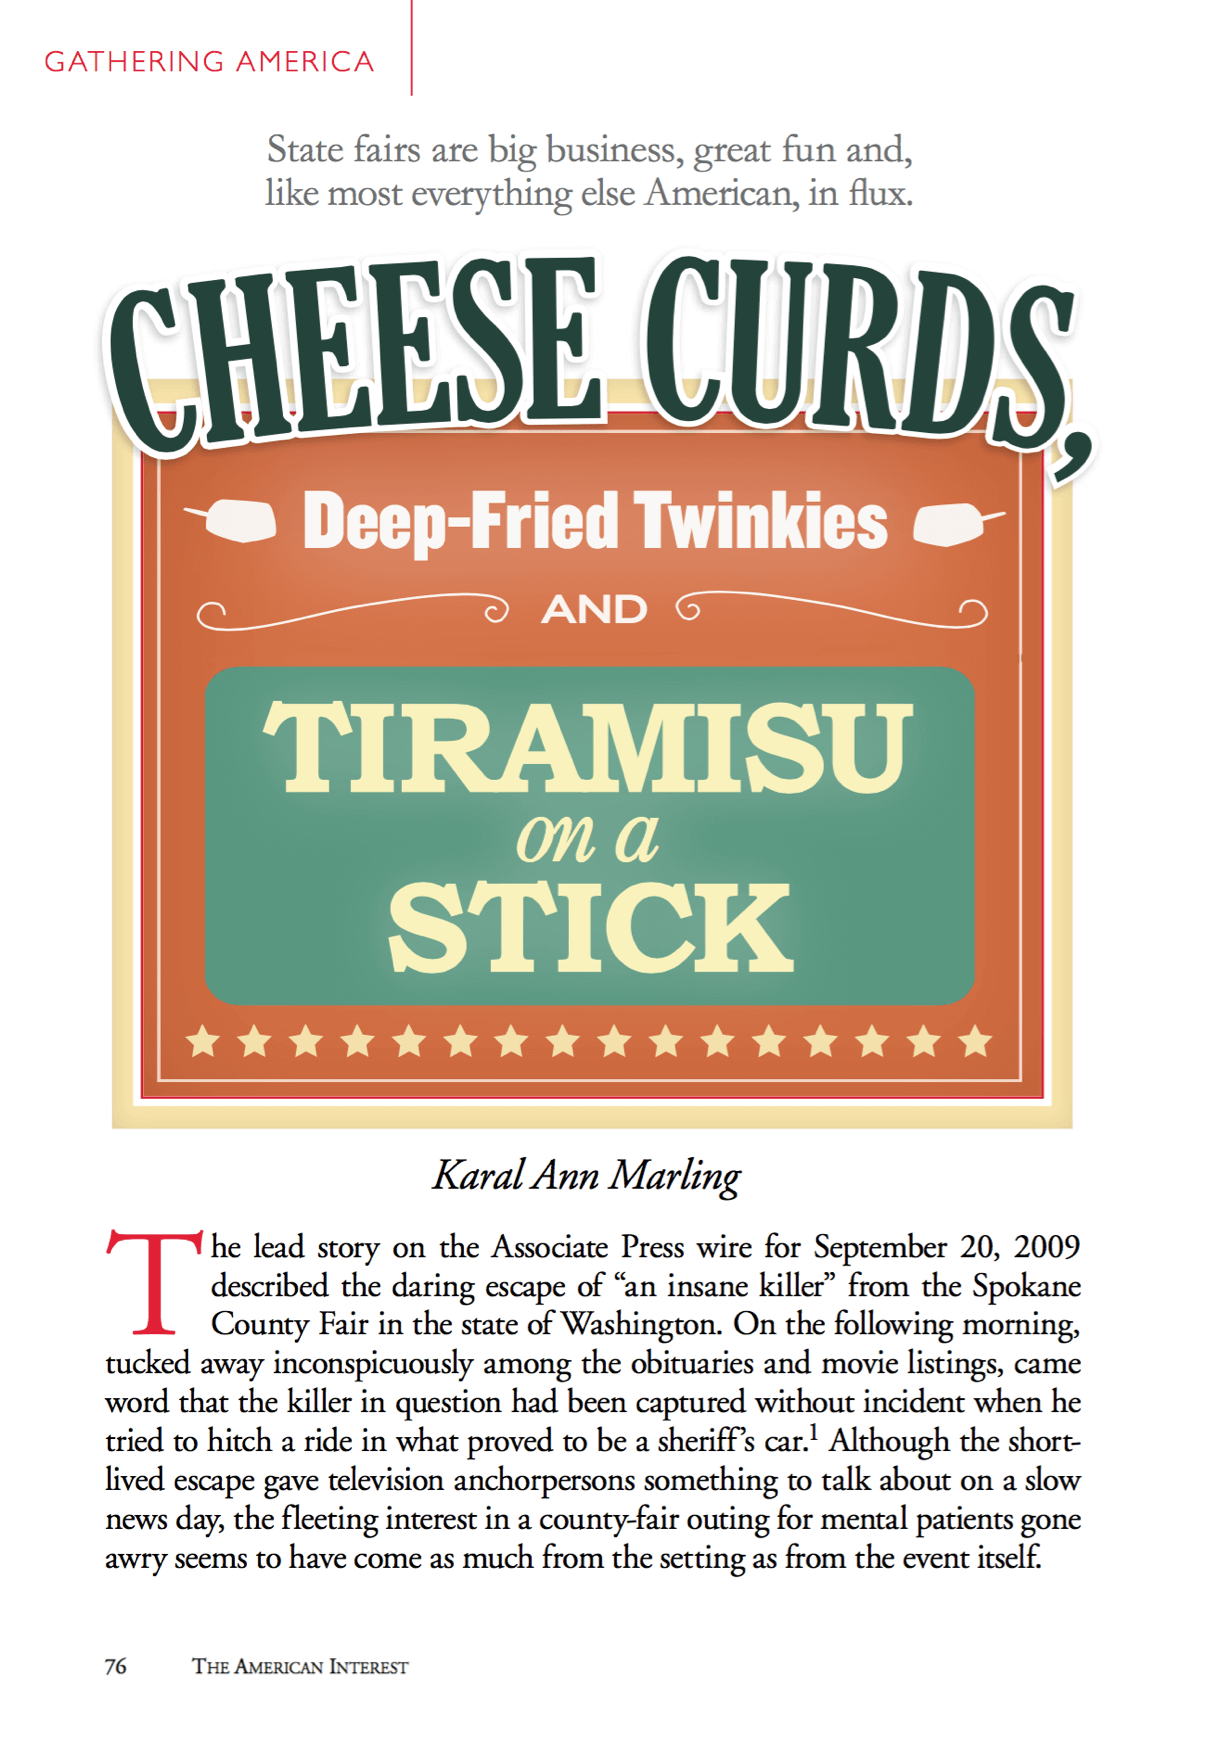 GATHERING AMERICA
State fairs are big business, great fun and,
like most everything else American, in flux.
CHEESE CURDS,
Deep-Fried Twinkies
AND
TIRAMISU
on a
STICK
Karal Ann Marling
The lead story on the Associate Press wire for September 20, 2009
described the daring escape of “an insane killer” from the Spokane
County Fair in the state of Washington. On the following morning,
tucked away inconspicuously among the obituaries and movie listings, came
word that the killer in question had been captured without incident when he
tried to hitch a ride in what proved to be a sheriff’s car.1 Although the short-
lived escape gave television anchorpersons something to talk about on a slow
news day, the fleeting interest in a county-fair outing for mental patients gone
awry seems to have come as much from the setting as from the event itself.
76 THE AMERICAN INTEREST